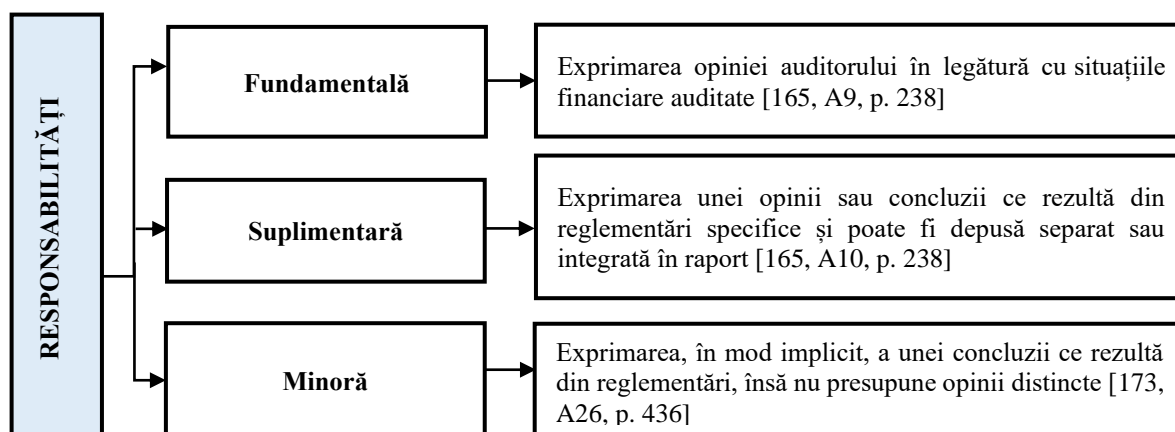 RESPONSABILITĂȚI
Fundamentală
Exprimarea opiniei auditorului în legătură cu situațiile
financiare auditate [165, A9, p. 238]
Suplimentară
Exprimarea unei opinii sau concluzii ce rezultă din
reglementări specifice și poate fi depusă separat sau
integrată în raport [165, A10, p. 238]
Minoră
Exprimarea, în mod implicit, a unei concluzii ce rezultă
din reglementări, însă nu presupune opinii distincte [173,
A26, p. 436]